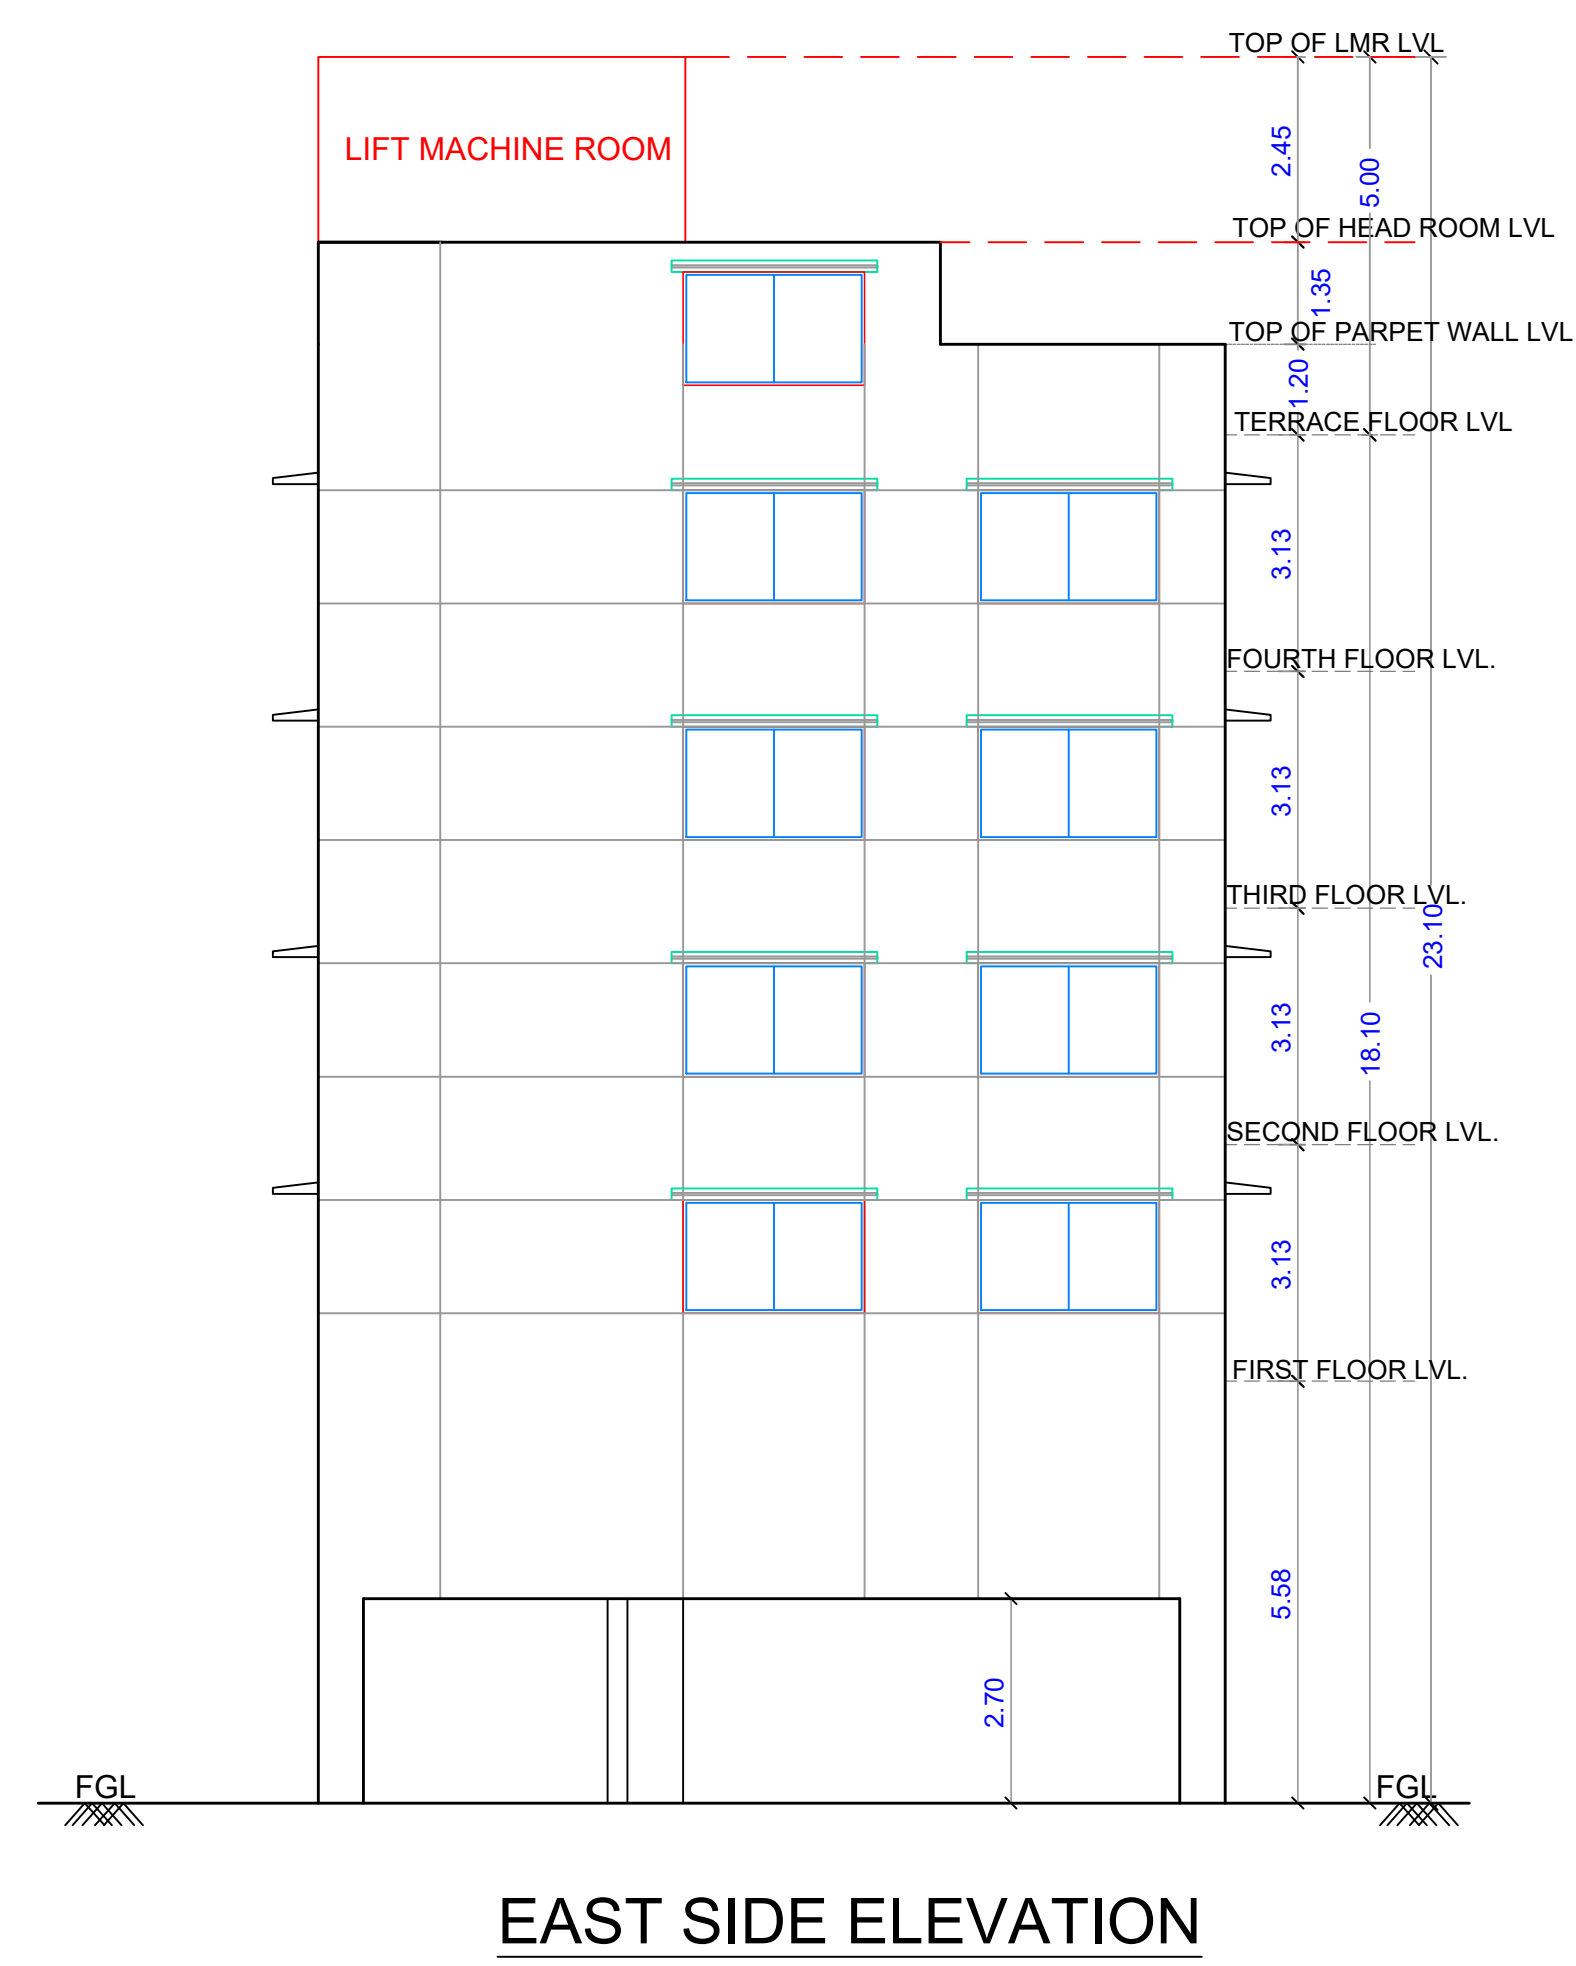 TOP OF LMR LVL
LIFT MACHINE ROOM
2.45
5.00
TOP OF HEAD ROOM LVL
1.35
TOP OF PARPET WALL LVL
1.20
TERRACE FLOOR LVL
3.13
FOURTH FLOOR LVL.
3.13
THIRD FLOOR LVL.
23.10
3.13
18.10
SECOND FLOOR LVL.
3.13
FIRST FLOOR LVL.
5.58
2.70
FGL
FGL
EAST SIDE ELEVATION